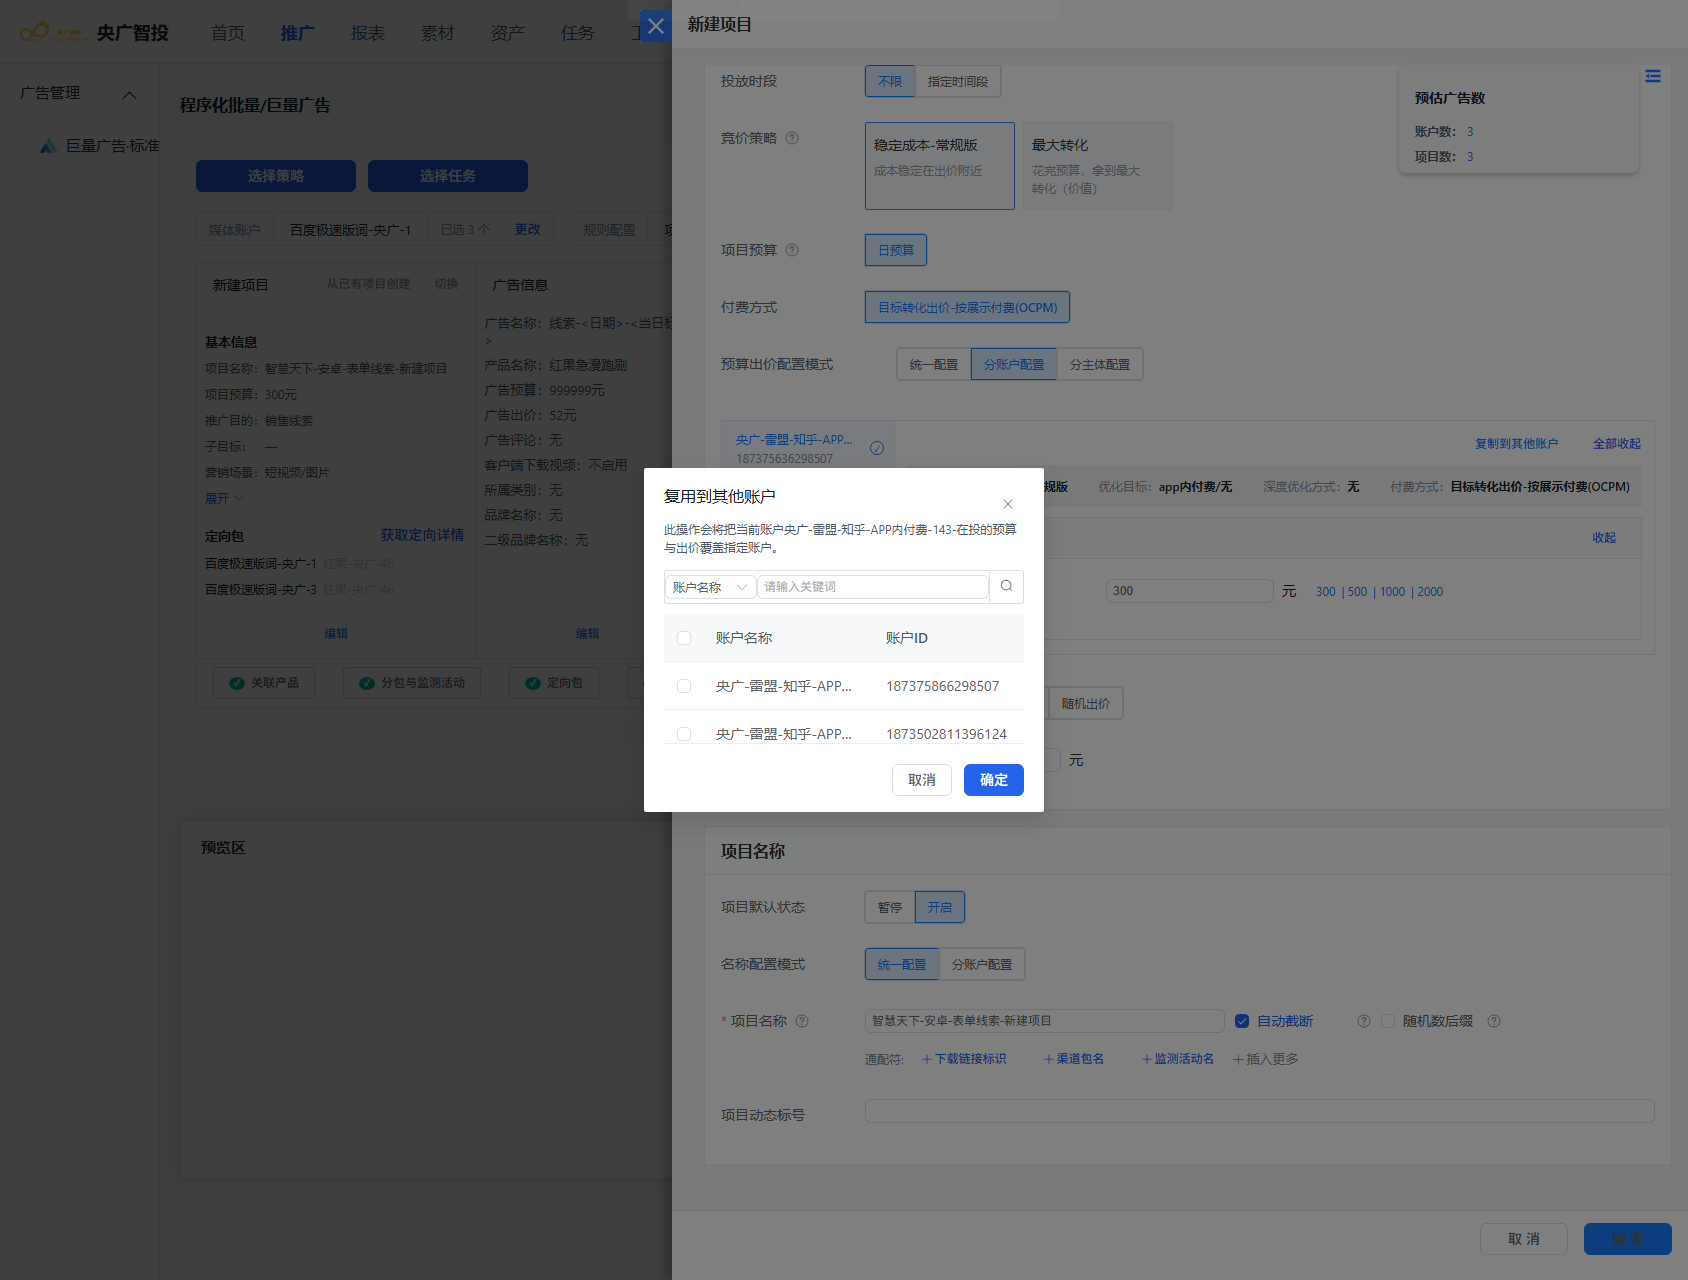 央广智投
首页
推广
报表
素材
资产
任务
新建项目
广告管理
巨量广告·标准
程序化批量/巨量广告
选择策略
选择任务
媒体账户
百度极速版词-央广-1
已选 3 个
更改
规则配置
新建项目
从已有项目创建
切换
广告信息
基本信息
项目名称：智慧天下-安卓-表单线索-新建项目
项目预算：300元
推广目的：销售线索
子目标： —
营销场景：短视频/图片
展开
定向包
获取定向详情
百度极速版词-央广-1 红果-央广-46
百度极速版词-央广-3 红果-央广-46
编辑
广告名称：线索-<日期>-<当日标
>
产品名称：红果急漫跑剧
广告预算：999999元
广告出价：52元
广告评论：无
客户端下载视频：不启用
所属类别：无
品牌名称：无
二级品牌名称：无
编辑
关联产品
分包与监测活动
定向包
预览区
投放时段
不限
指定时间段
预估广告数
账户数： 3
项目数： 3
竞价策略
稳定成本-常规版
成本稳定在出价附近
最大转化
花完预算，拿到最大
转化（价值）
项目预算
日预算
付费方式
目标转化出价-按展示付费(OCPM)
预算出价配置模式
统一配置
分账户配置
分主体配置
央广-雷盟-知乎-APP...
187375636298507
复制到其他账户
全部收起
规版
优化目标：app内付费/无
深度优化方式：无
付费方式：目标转化出价-按展示付费(OCPM)
收起
300
元
300 | 500 | 1000 | 2000
随机出价
元
复用到其他账户
此操作会将把当前账户央广-雷盟-知乎-APP内付费-143-在投的预算
与出价覆盖指定账户。
账户名称
请输入关键词
账户名称
账户ID
央广-雷盟-知乎-APP...
187375866298507
央广-雷盟-知乎-APP...
1873502811396124
取消
确定
项目名称
项目默认状态
暂停
开启
名称配置模式
统一配置
分账户配置
* 项目名称
智慧天下-安卓-表单线索-新建项目
自动截断
随机数后缀
通配符:
+下载链接标识
+渠道包名
+监测活动名
+插入更多
项目动态标号
取 消
确 定